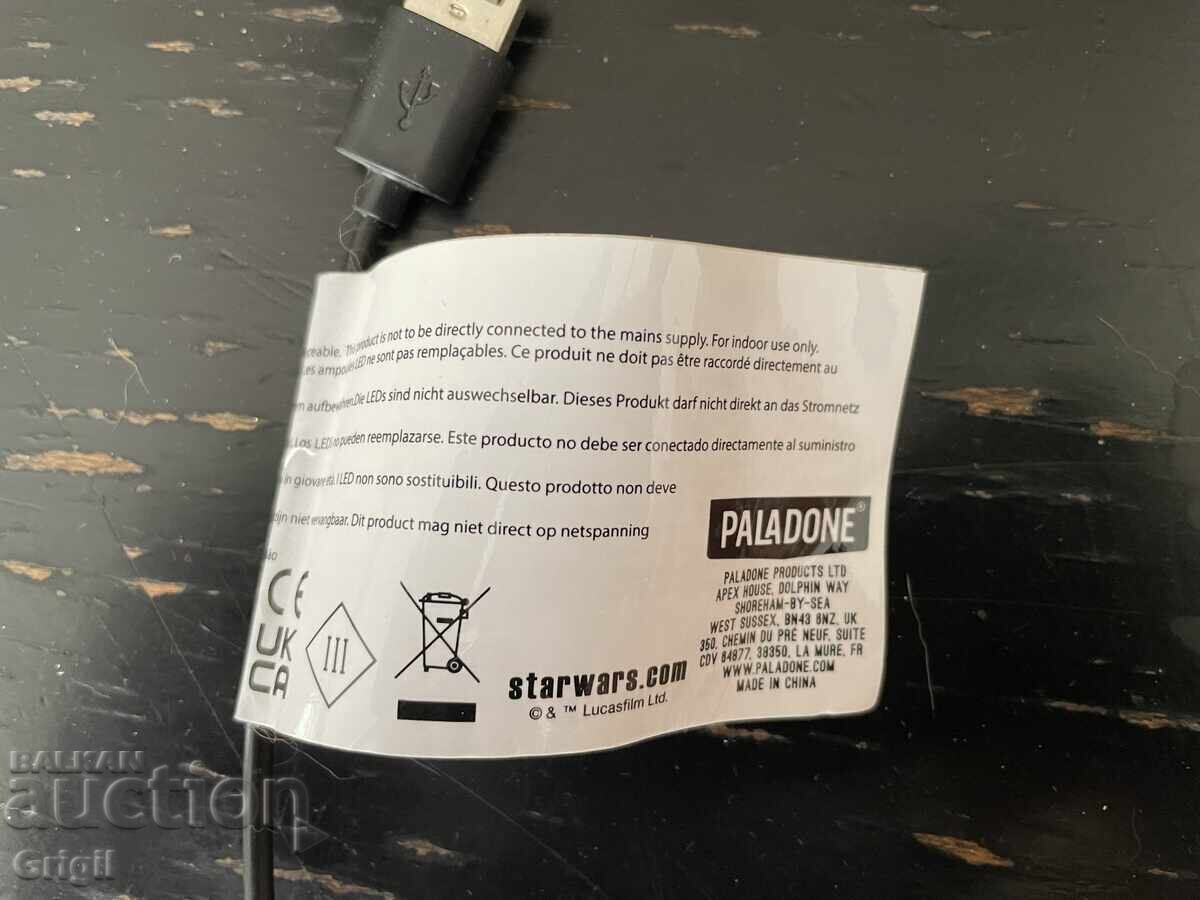 This product is not to be directly connected to the mains supply. For indoor use only.
LED ne sont pas remplaçables. Ce produit ne doit pas être raccordé directement au
Die LEDs sind nicht auswechselbar. Dieses Produkt darf nicht direkt an das Stromnetz
Los LED no pueden reemplazarse. Este producto no debe ser conectado directamente al suministro
I LED non sono sostituibili. Questo prodotto non deve
Dit product mag niet direct op netspanning
CE
UK
CA
III
starwars.com
© & ™ Lucasfilm Ltd.
PALADONE®
PALADONE PRODUCTS LTD
APEX HOUSE, DOLPHIN WAY
SHOREHAM-BY-SEA
WEST SUSSEX, BN43 6NZ, UK
350, CHEMIN DU PRÉ NEUF, SUITE
CDV 84877, 38350, LA MURE, FR
WWW.PALADONE.COM
MADE IN CHINA
BALKAN
auction
Grigll